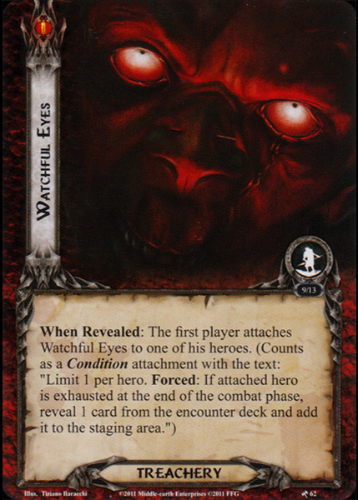 WATCHFUL EYES
9/13
When Revealed: The first player attaches
Watchful Eyes to one of his heroes. (Counts
as a Condition attachment with the text:
"Limit 1 per hero. Forced: If attached hero
is exhausted at the end of the combat phase,
reveal 1 card from the encounter deck and add
it to the staging area.")
TREACHERY
Illus. Tiziano Baracchi ©2011 Middle-earth Enterprises ©2011 FFG 62